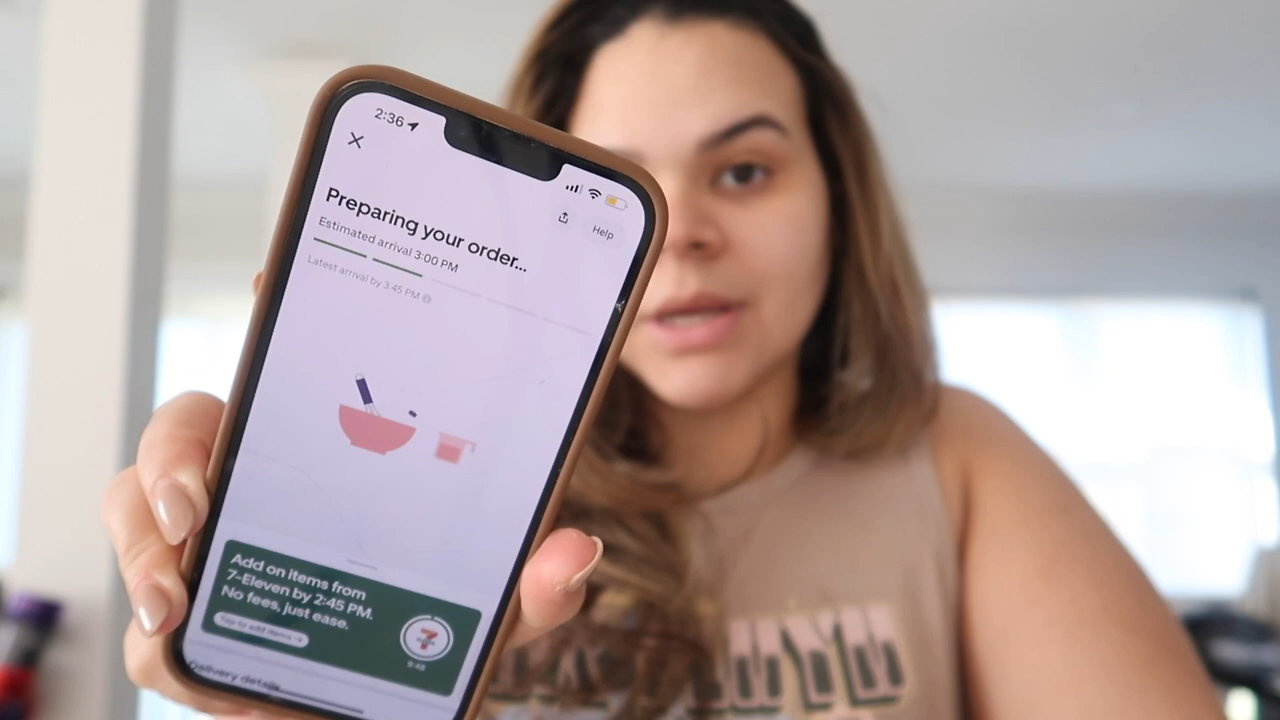 2:36
Preparing your order...
Help
Estimated arrival 3:00 PM
Latest arrival by 3:45 PM
Add on items from
7-Eleven by 2:45 PM.
No fees, just ease.
Tap to add items →
Delivery details